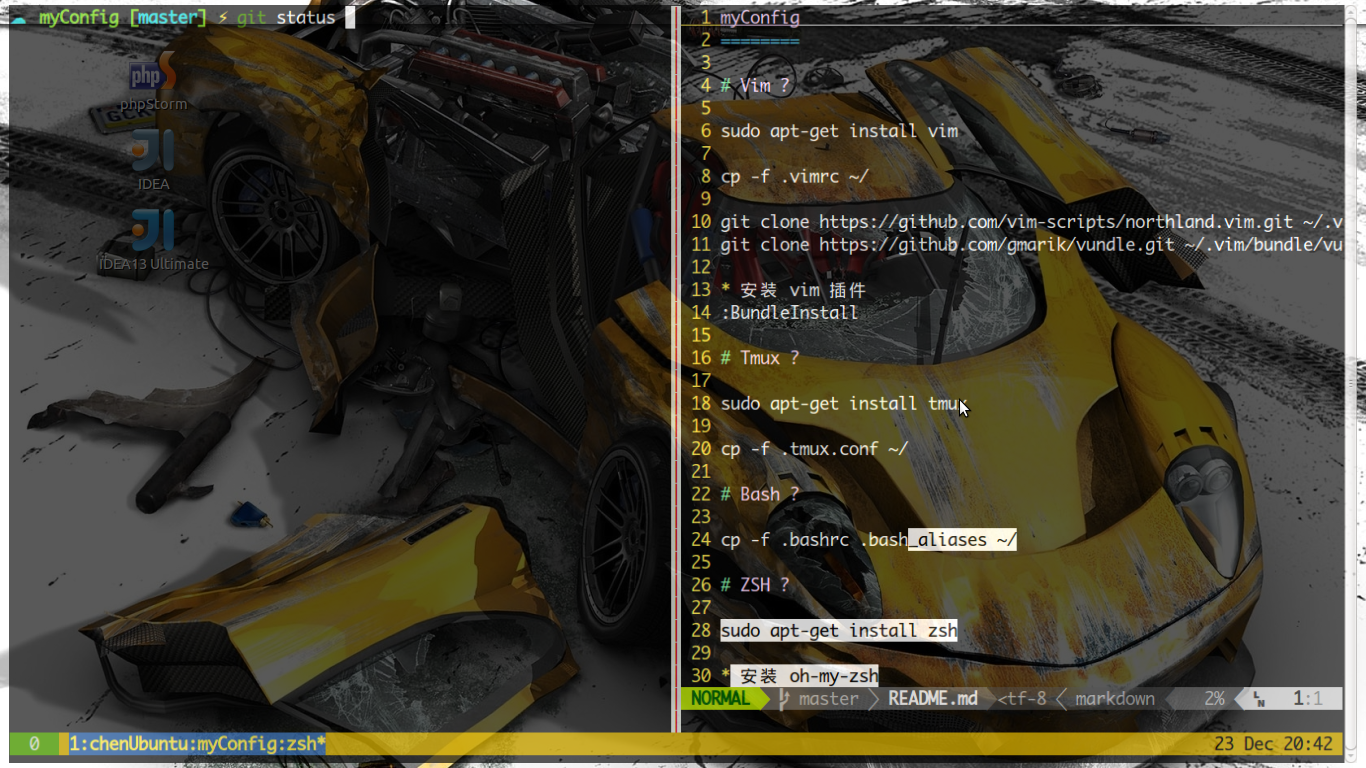 ☁ myConfig [master] ⚡ git status
phpStorm
IDEA
IDEA13 Ultimate
1 myConfig
2 ========
3
4 # Vim ?
5
6 sudo apt-get install vim
7
8 cp -f .vimrc ~/
9
10 git clone https://github.com/vim-scripts/northland.vim.git ~/.v
11 git clone https://github.com/gmarik/vundle.git ~/.vim/bundle/vu
12
13 * 安装 vim 插件
14 :BundleInstall
15
16 # Tmux ?
17
18 sudo apt-get install tmux
19
20 cp -f .tmux.conf ~/
21
22 # Bash ?
23
24 cp -f .bashrc .bash_aliases ~/
25
26 # ZSH ?
27
28 sudo apt-get install zsh
29
30 * 安装 oh-my-zsh
NORMAL master README.md <tf-8 markdown 2% LN 1:1
0 1:chenUbuntu:myConfig:zsh* 23 Dec 20:42